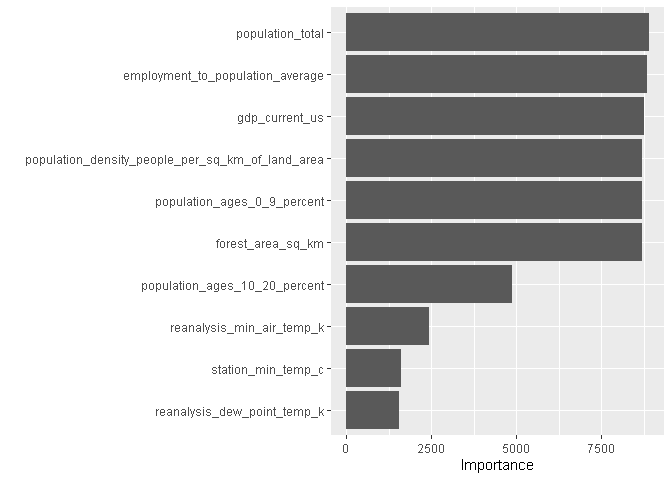 population_total
employment_to_population_average
gdp_current_us
population_density_people_per_sq_km_of_land_area
population_ages_0_9_percent
forest_area_sq_km
population_ages_10_20_percent
reanalysis_min_air_temp_k
station_min_temp_c
reanalysis_dew_point_temp_k
0 2500 5000 7500
Importance